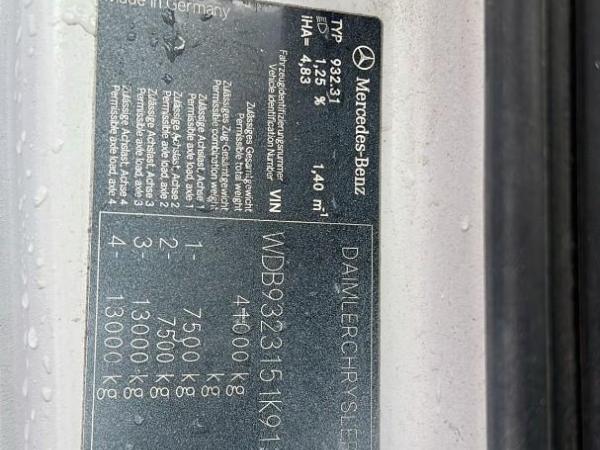 Mercedes-Benz
DAIMLERCHRYSLER
TYP 932.31
1,25 % 1,40 m⁻¹
iHA= 4,83
Fahrzeugidentifizierungsnummer
Vehicle Identification Number VIN WDB9323151K91
Zulässiges Gesamtgewicht
Permissible total weight 41000 kg
Zulässiges Zug-Gesamtgewicht
Permissible combination weight kg
Zulässige Achslast, Achse 1
Permissible axle load, axle 1 1- 7500 kg
Zulässige Achslast, Achse 2
Permissible axle load, axle 2 2- 7500 kg
Zulässige Achslast, Achse 3
Permissible axle load, axle 3 3- 13000 kg
Zulässige Achslast, Achse 4
Permissible axle load, axle 4 4- 13000 kg
Made in Germany